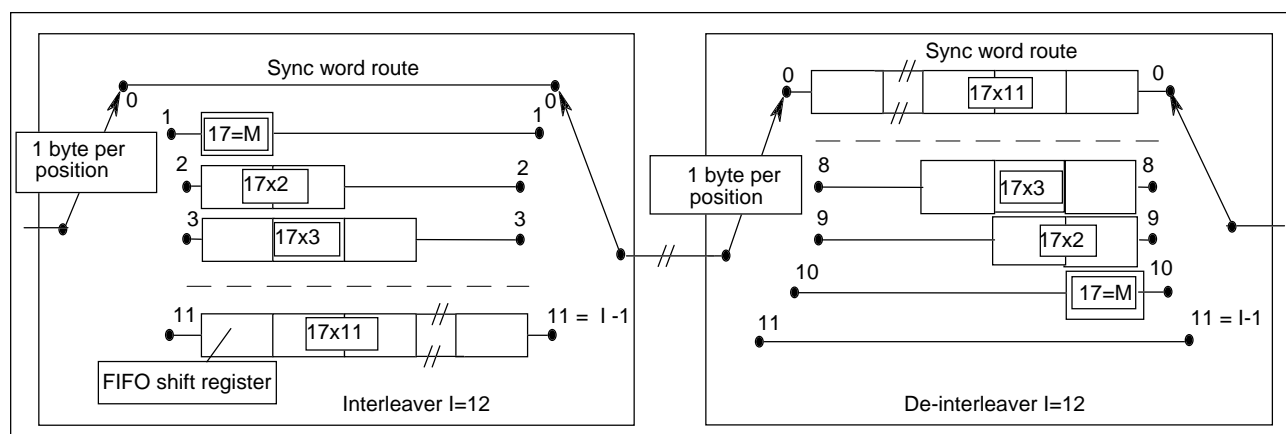 Sync word route
0
0
1
17=M
1
1 byte per
position
2
17x2
2
3
17x3
3
11
17x11
11 = I -1
FIFO shift register
Interleaver I=12
Sync word route
0
17x11
0
1 byte per
position
8
17x3
8
9
17x2
9
10
17=M
10
11
11 = I-1
De-interleaver I=12